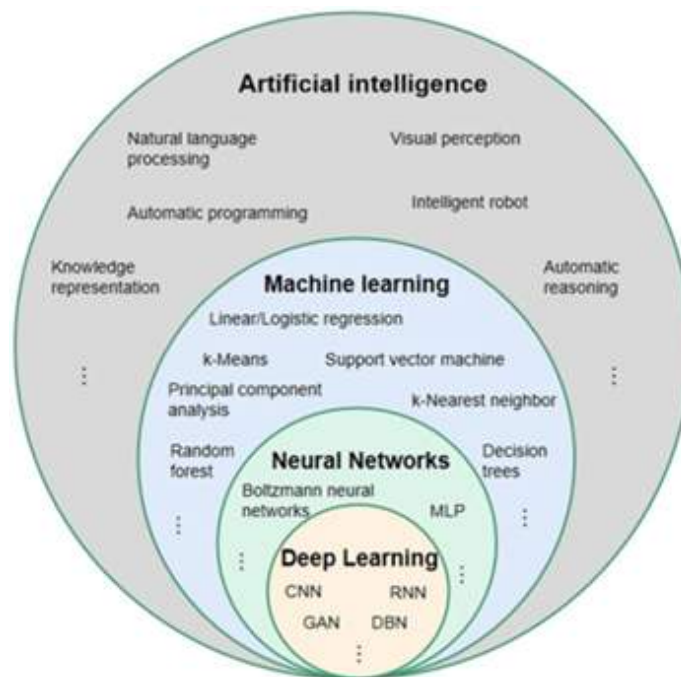 Artificial intelligence
Natural language
processing
Visual perception
Automatic programming
Intelligent robot
Knowledge
representation
Automatic
reasoning
Machine learning
Linear/Logistic regression
k-Means
Support vector machine
Principal component
analysis
k-Nearest neighbor
Random
forest
Decision
trees
Neural Networks
Boltzmann neural
networks
MLP
Deep Learning
CNN
RNN
GAN
DBN